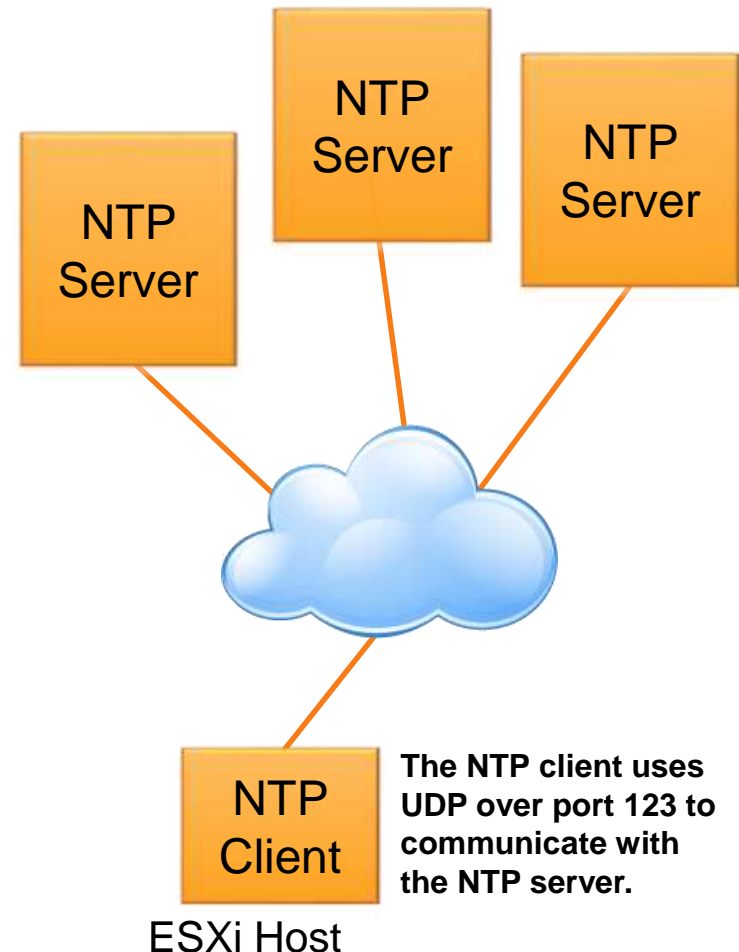 NTP
Server
NTP
Server
NTP
Server
NTP
Client
The NTP client uses
UDP over port 123 to
communicate with
the NTP server.
ESXi Host